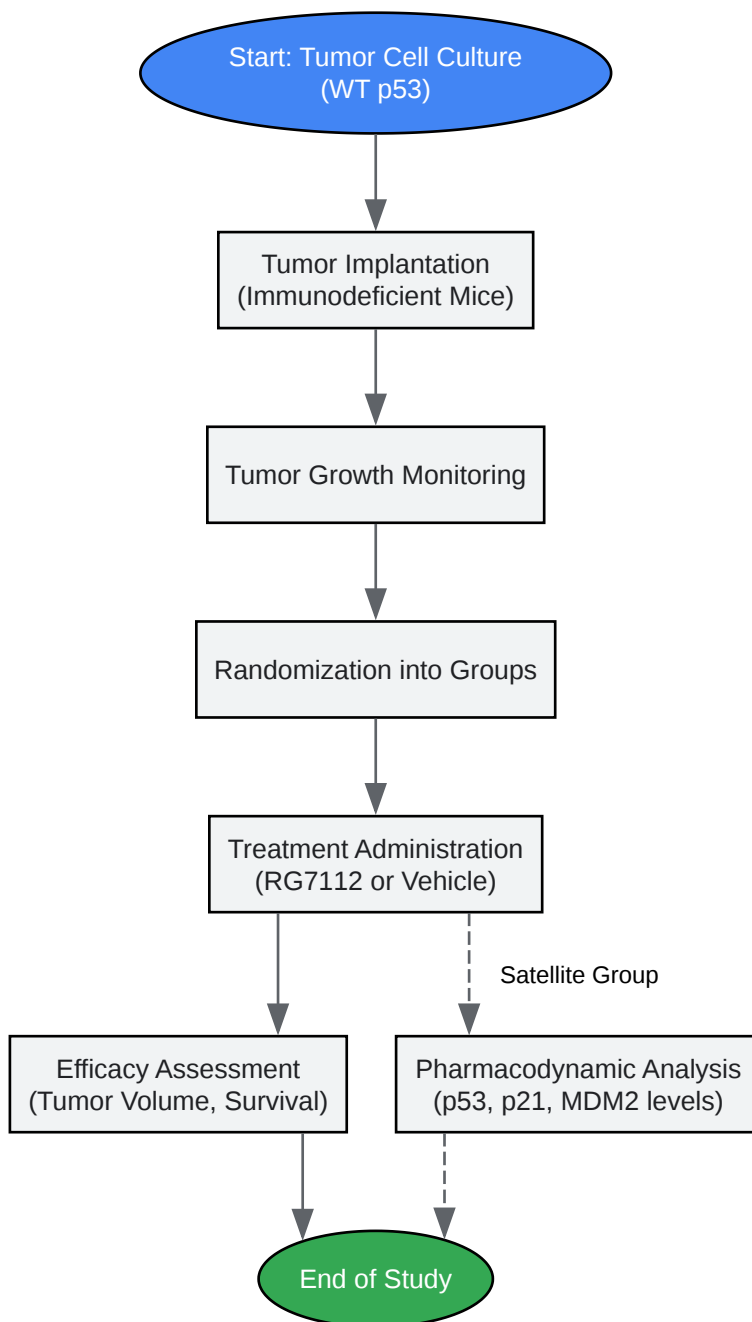 Start: Tumor Cell Culture
(WT p53)
Tumor Implantation
(Immunodeficient Mice)
Tumor Growth Monitoring
Randomization into Groups
Treatment Administration
(RG7112 or Vehicle)
Satellite Group
Efficacy Assessment
(Tumor Volume, Survival)
Pharmacodynamic Analysis
(p53, p21, MDM2 levels)
End of Study